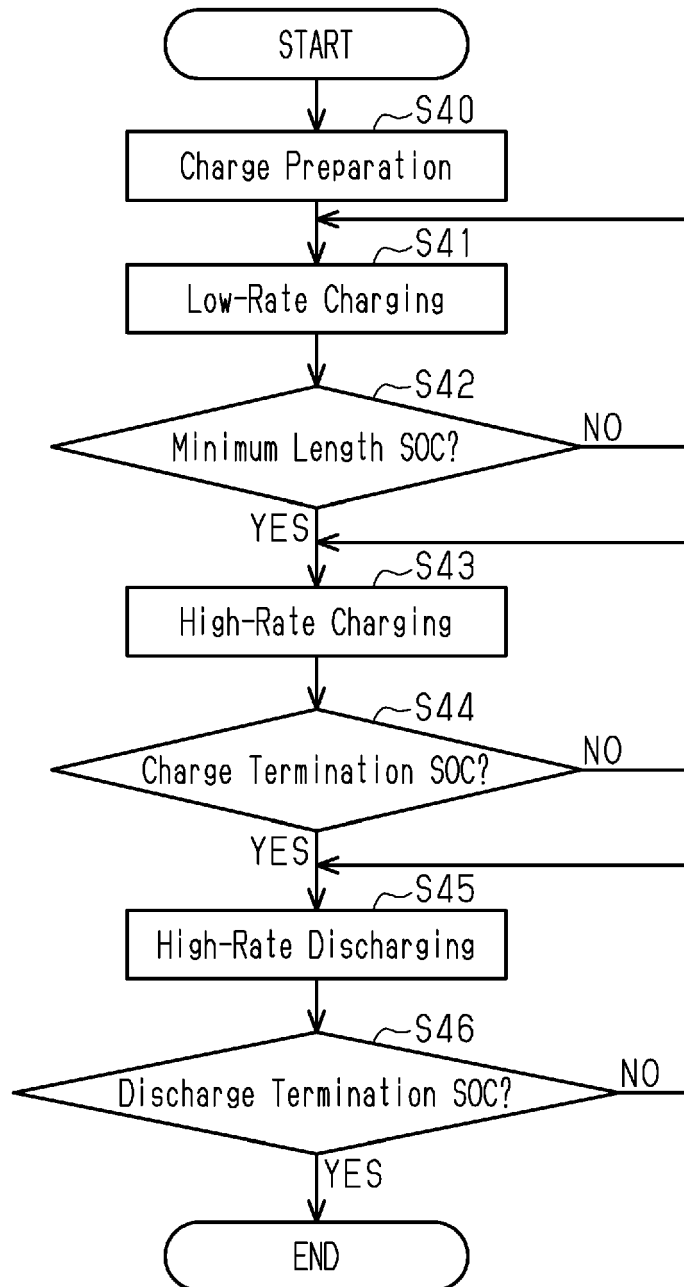 START
S40
Charge Preparation
S41
Low-Rate Charging
S42
Minimum Length SOC?
NO
YES
S43
High-Rate Charging
S44
Charge Termination SOC?
NO
YES
S45
High-Rate Discharging
S46
Discharge Termination SOC?
NO
YES
END